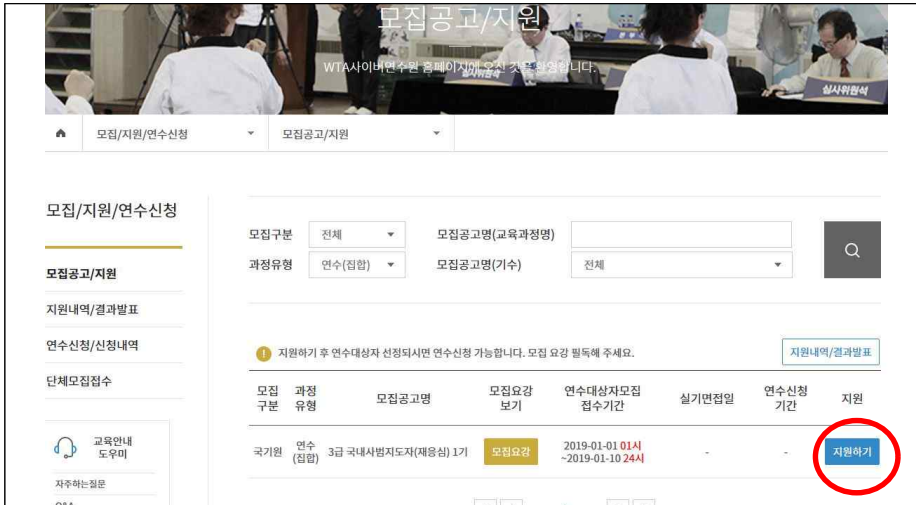 모집공고/지원
WTA사이버연수원 홈페이지에 오신 것을 환영합니다.
심사위원석
모집/지원/연수신청
모집공고/지원
모집/지원/연수신청
모집공고/지원
지원내역/결과발표
연수신청/신청내역
단체모집접수
교육안내
도우미
자주하는질문
모집구분 전체 모집공고명(교육과정명)
과정유형 연수(집합) 모집공고명(기수) 전체
지원하기 후 연수대상자 선정되시면 연수신청 가능합니다. 모집 요강 필독해 주세요.
지원내역/결과발표
모집 구분 과정 유형 모집공고명 모집요강 보기 연수대상자모집 접수기간 실기면접일 연수신청 기간 지원
국기원 연수 (집합) 3급 국내사범지도자(재응심) 1기 모집요강 2019-01-01 01시 ~2019-01-10 24시 - - 지원하기